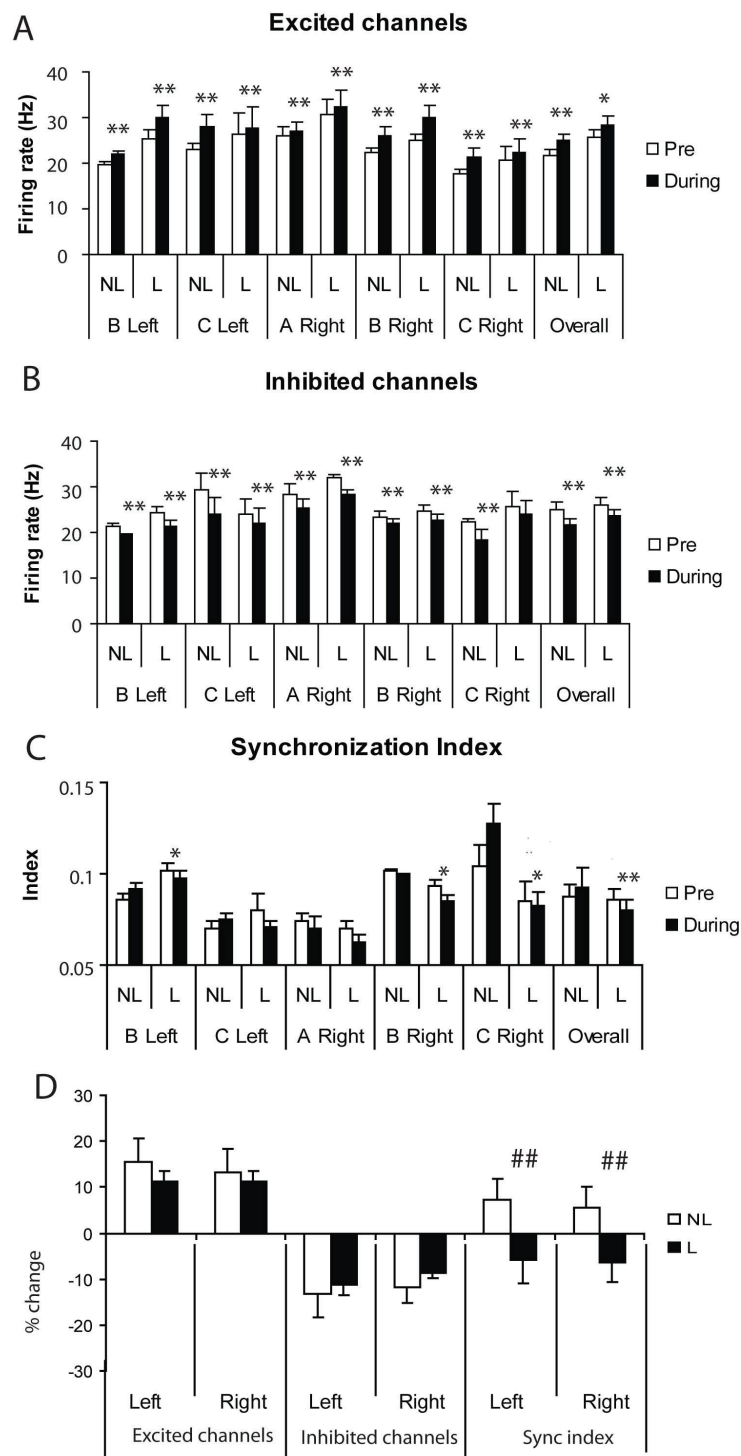 A
Excited channels
Firing rate (Hz)
40
30
20
10
0
** ** ** ** ** ** ** ** ** ** ** *
Pre
During
NL L NL L NL L NL L NL L NL L
B Left C Left A Right B Right C Right Overall
B
Inhibited channels
Firing rate (Hz)
40
30
20
10
0
** ** ** ** ** ** ** ** ** ** **
Pre
During
NL L NL L NL L NL L NL L NL L
B Left C Left A Right B Right C Right Overall
C
Synchronization Index
Index
0.15
0.1
0.05
* * * **
Pre
During
NL L NL L NL L NL L NL L NL L
B Left C Left A Right B Right C Right Overall
D
% change
30
20
10
0
-10
-20
-30
## ##
NL
L
Left Right Left Right Left Right
Excited channels Inhibited channels Sync index